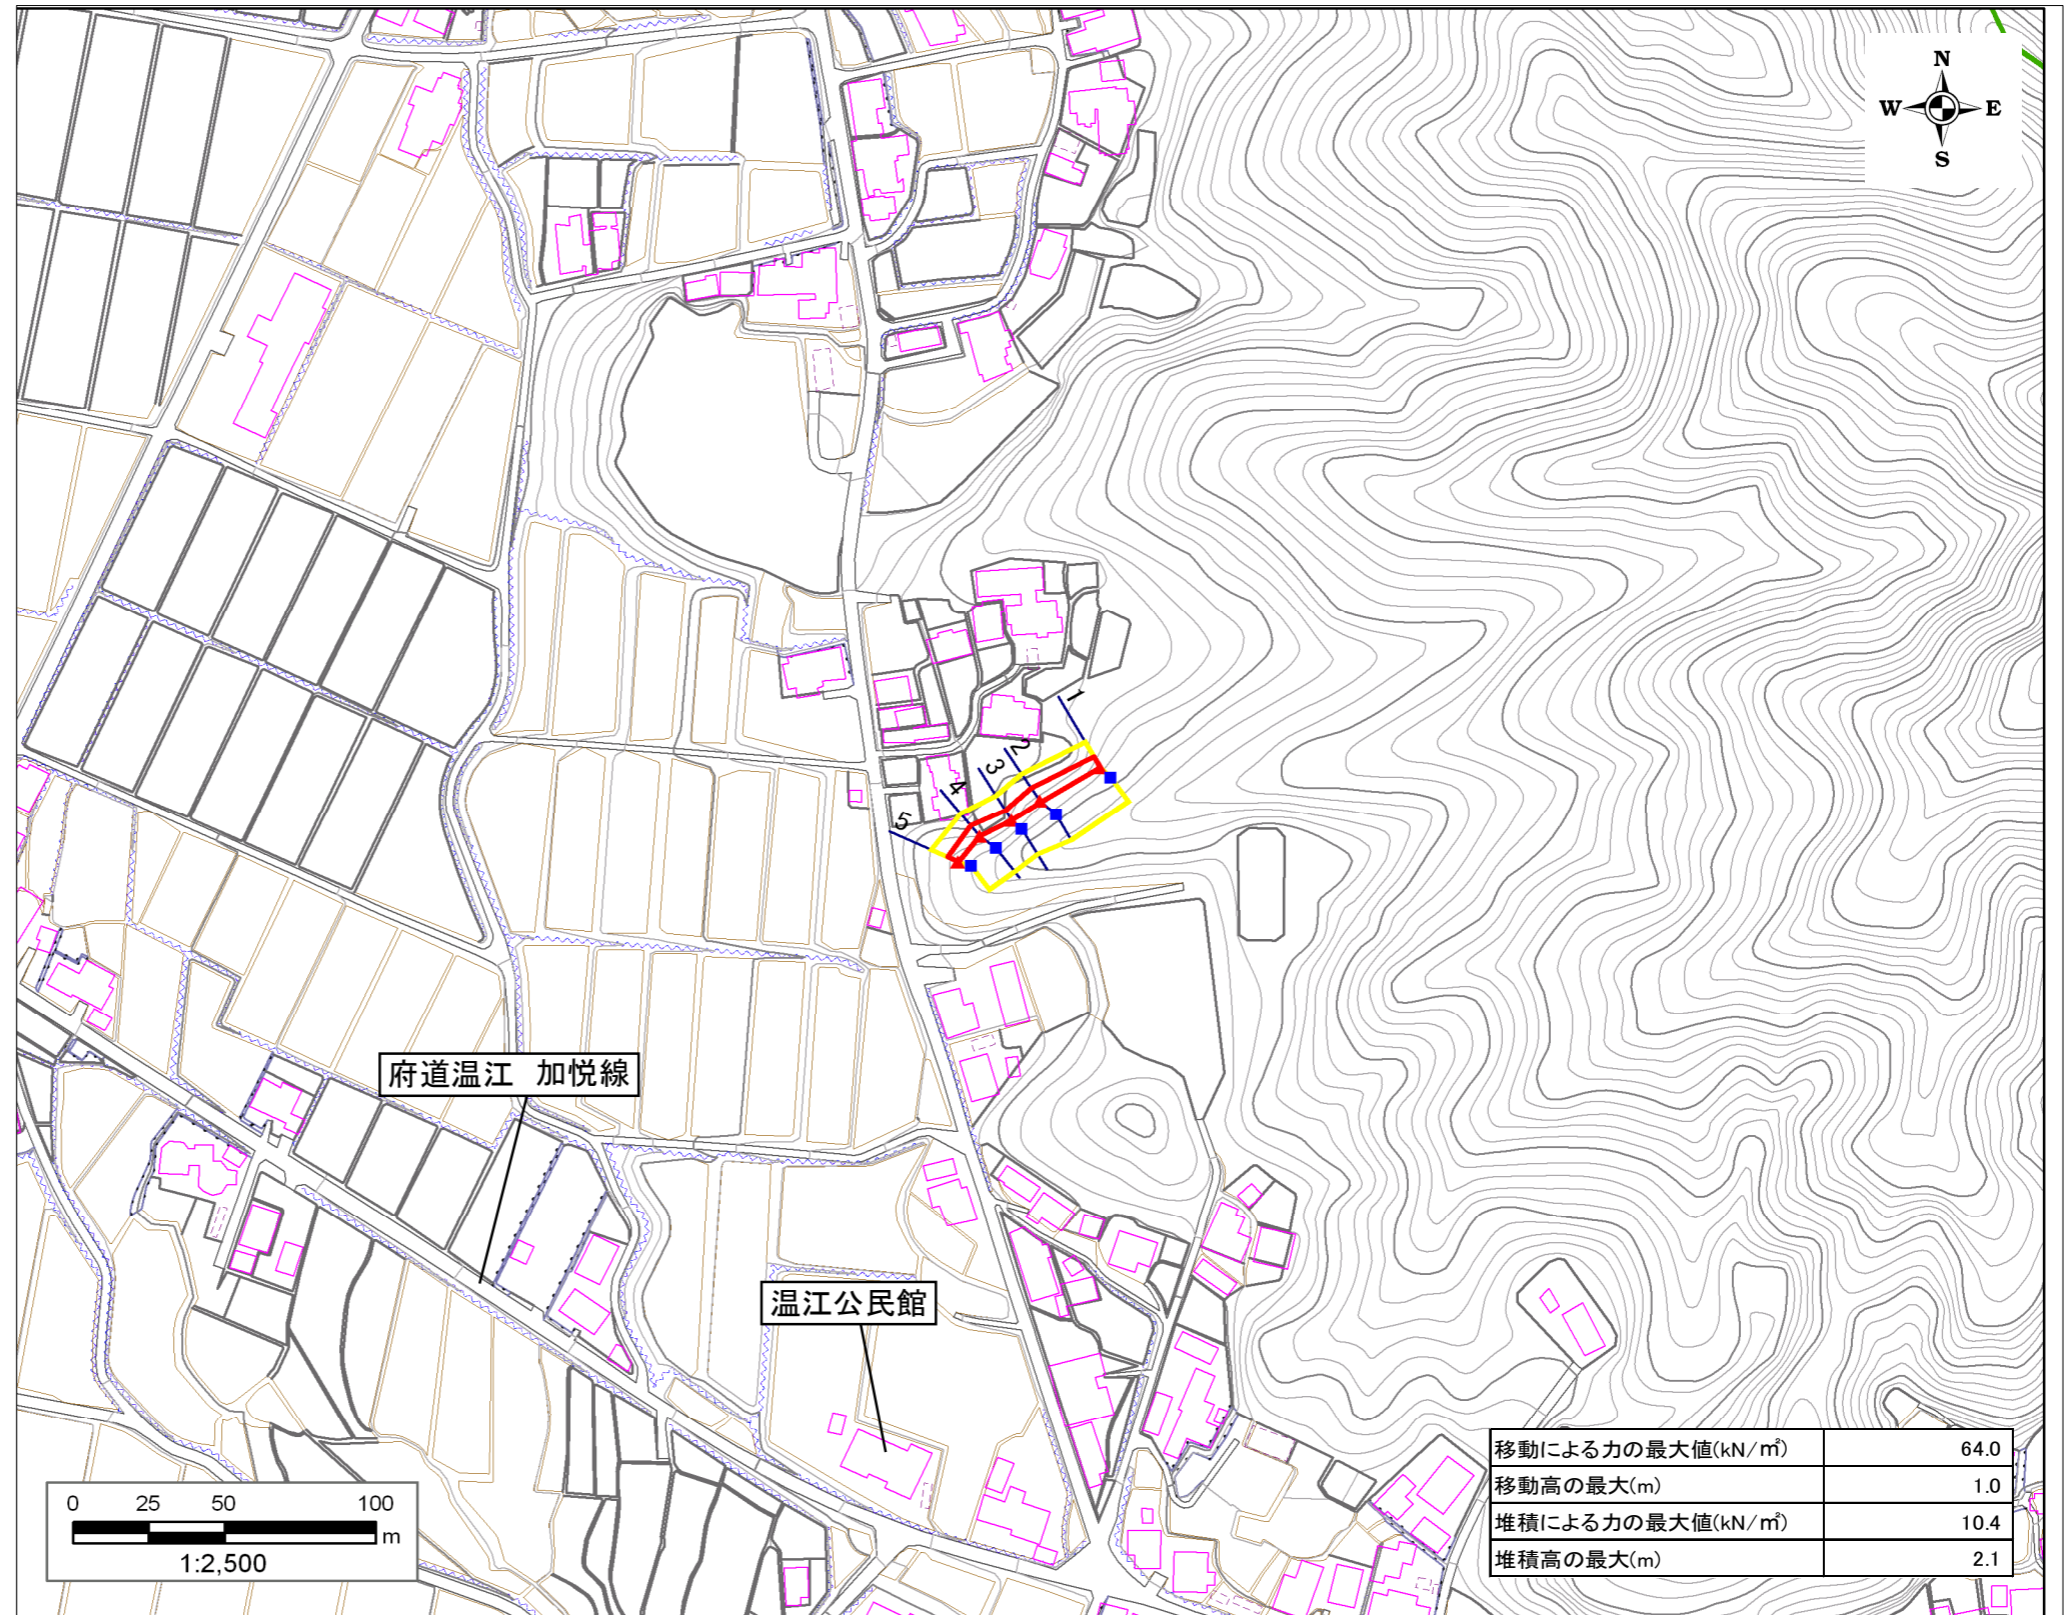 N
W E
S
1
2
3
4
5
府道温江　加悦線
温江公民館
移動による力の最大値(kN/㎡) 64.0
移動高の最大(m) 1.0
堆積による力の最大値(kN/㎡) 10.4
堆積高の最大(m) 2.1
0 25 50 100
m
1:2,500